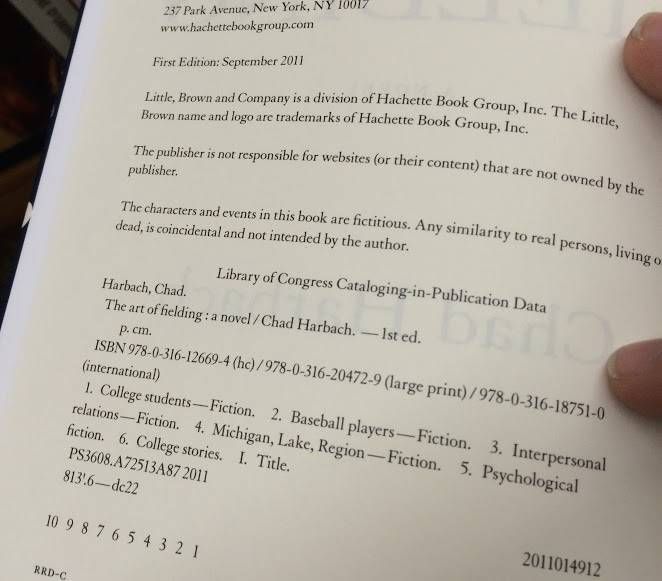 237 Park Avenue, New York, NY 10017
www.hachettebookgroup.com
First Edition: September 2011
Little, Brown and Company is a division of Hachette Book Group, Inc. The Little,
Brown name and logo are trademarks of Hachette Book Group, Inc.
The publisher is not responsible for websites (or their content) that are not owned by the
publisher.
The characters and events in this book are fictitious. Any similarity to real persons, living o
dead, is coincidental and not intended by the author.
Library of Congress Cataloging-in-Publication Data
Harbach, Chad.
The art of fielding : a novel / Chad Harbach. — 1st ed.
p. cm.
ISBN 978-0-316-12669-4 (hc) / 978-0-316-20472-9 (large print) / 978-0-316-18751-0
(international)
1. College students—Fiction. 2. Baseball players—Fiction. 3. Interpersonal
relations—Fiction. 4. Michigan, Lake, Region—Fiction. 5. Psychological
fiction. 6. College stories. I. Title.
PS3608.A72513A87 2011
813'.6—dc22
10 9 8 7 6 5 4 3 2 1
2011014912
RRD-C